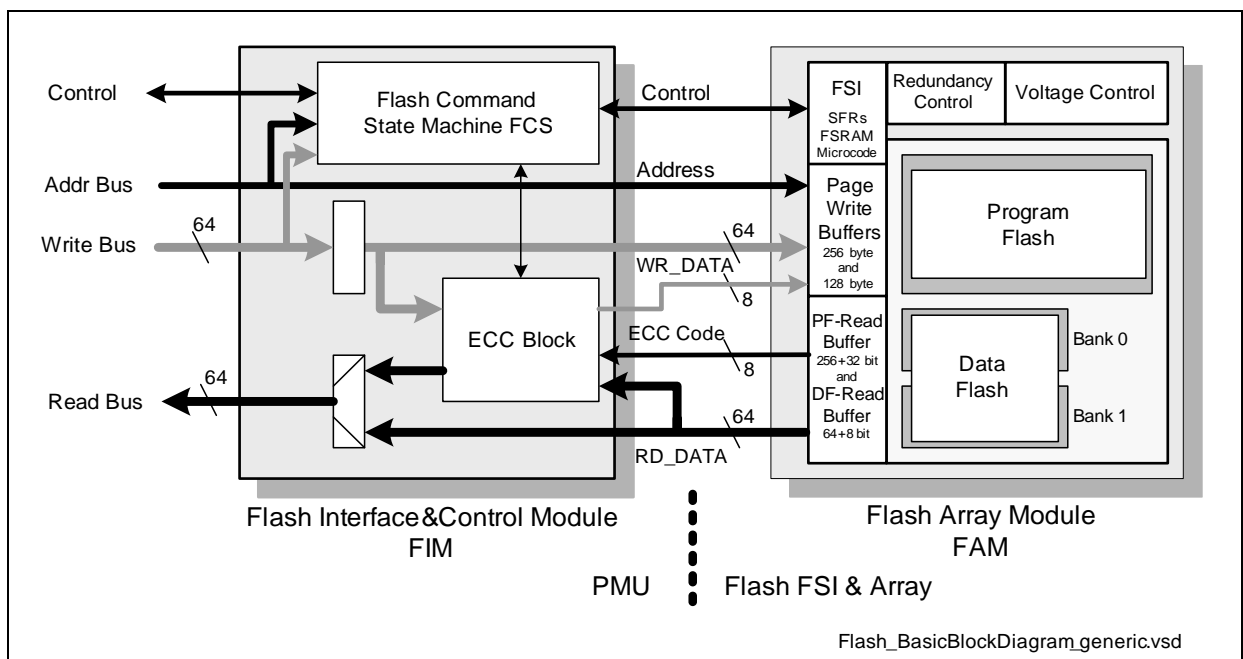 Control
Addr Bus
Write Bus
64
Read Bus
64
Flash Command
State Machine FCS
ECC Block
Control
Address
64
WR_DATA
8
ECC Code
8
64
RD_DATA
FSI
SFRs
FSRAM
Microcode
Redundancy
Control
Voltage Control
Page
Write
Buffers
256 byte
and
128 byte
PF-Read
Buffer
256+32 bit
and
DF-Read
Buffer
64+8 bit
Program
Flash
Data
Flash
Bank 0
Bank 1
Flash Interface&Control Module
FIM
Flash Array Module
FAM
PMU
Flash FSI & Array
Flash_BasicBlockDiagram_generic.vsd